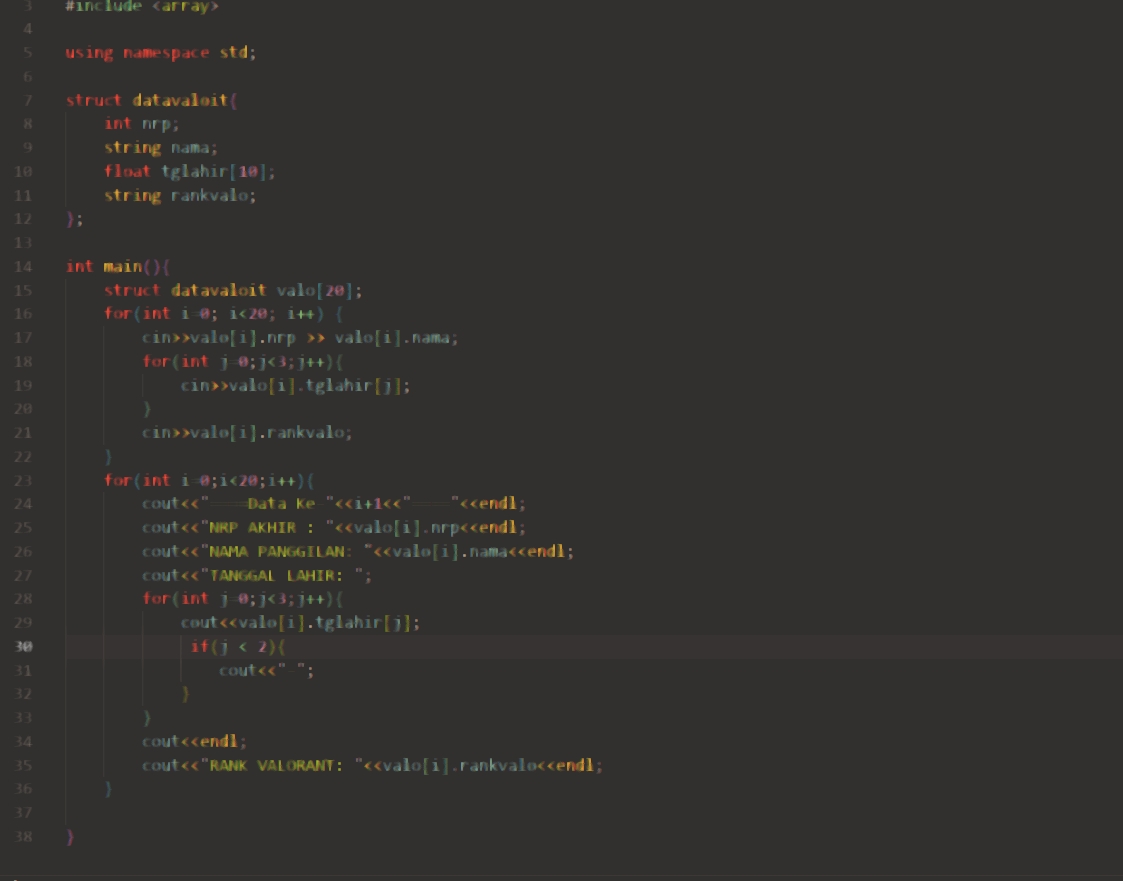 3 #include <array>
4
5 using namespace std;
6
7 struct datavaloit{
8     int nrp;
9     string nama;
10     float tglahir[10];
11     string rankvalo;
12 };
13
14 int main(){
15     struct datavaloit valo[20];
16     for(int i=0; i<20; i++) {
17         cin>>valo[i].nrp >> valo[i].nama;
18         for(int j=0;j<3;j++){
19             cin>>valo[i].tglahir[j];
20         }
21         cin>>valo[i].rankvalo;
22     }
23     for(int i=0;i<20;i++){
24         cout<<" Data Ke "<<i+1<<" "<<endl;
25         cout<<"NRP AKHIR : "<<valo[i].nrp<<endl;
26         cout<<"NAMA PANGGILAN: "<<valo[i].nama<<endl;
27         cout<<"TANGGAL LAHIR: ";
28         for(int j=0;j<3;j++){
29             cout<<valo[i].tglahir[j];
30              if(j < 2){
31                 cout<<"-";
32             }
33         }
34         cout<<endl;
35         cout<<"RANK VALORANT: "<<valo[i].rankvalo<<endl;
36     }
37
38 }